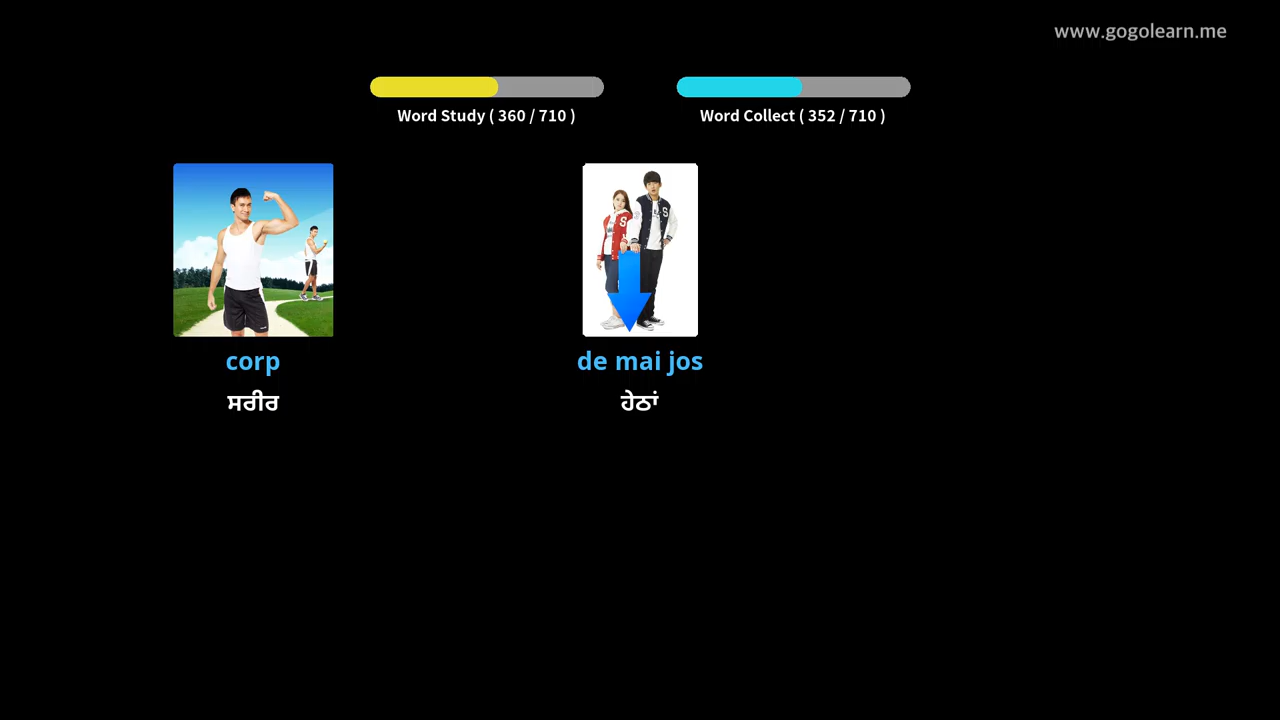 www.gogolearn.me
Word Study ( 360 / 710 )
Word Collect ( 352 / 710 )
corp
ਸਰੀਰ
de mai jos
ਹੇਠਾਂ